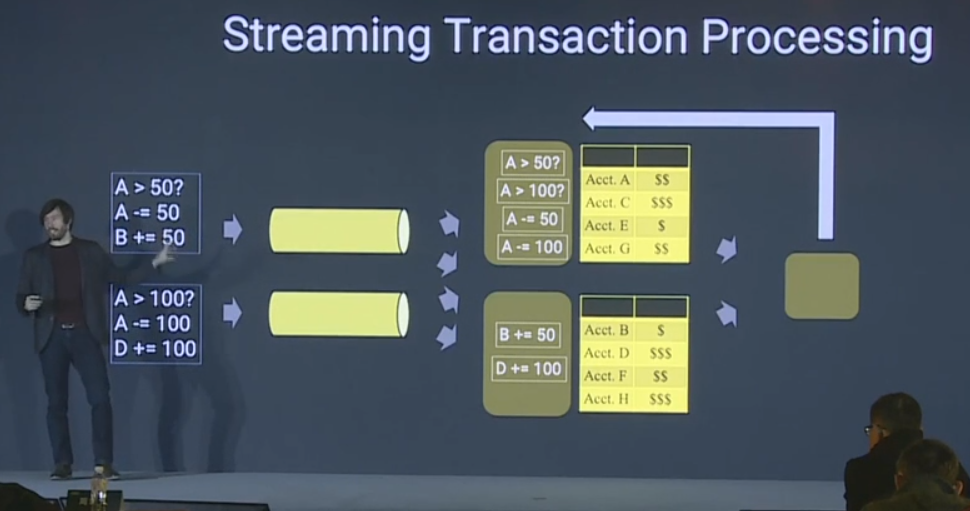 Streaming Transaction Processing
A > 50?
A -= 50
B += 50
A > 100?
A -= 100
D += 100
A > 50?
A > 100?
A -= 50
A -= 100
Acct. A $$
Acct. C $$$
Acct. E $
Acct. G $$
B += 50
D += 100
Acct. B $
Acct. D $$$
Acct. F $$
Acct. H $$$